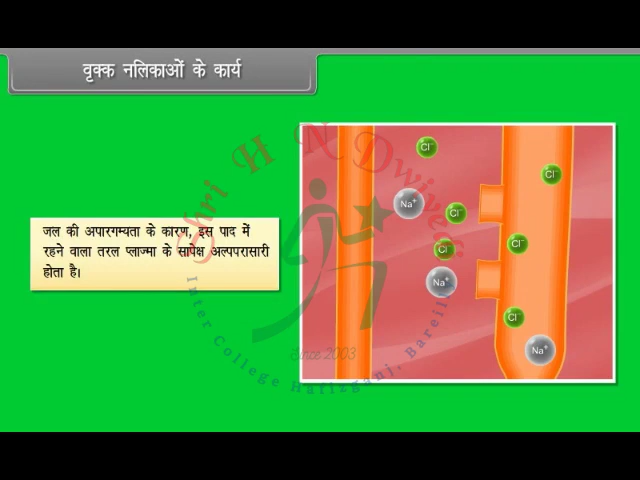 वृक्क नलिकाओं के कार्य
जल की अपारगम्यता के कारण, इस पाद में
रहने वाला तरल प्लाज्मा के सापेक्ष अल्पपरासारी
होता है।
Cl⁻
Cl⁻
Na⁺
Cl⁻
Cl⁻
Cl⁻
Na⁺
Cl⁻
Na⁺
Shri H N Dwivedi
Since 2003
Inter College Hafizganj, Bareilly